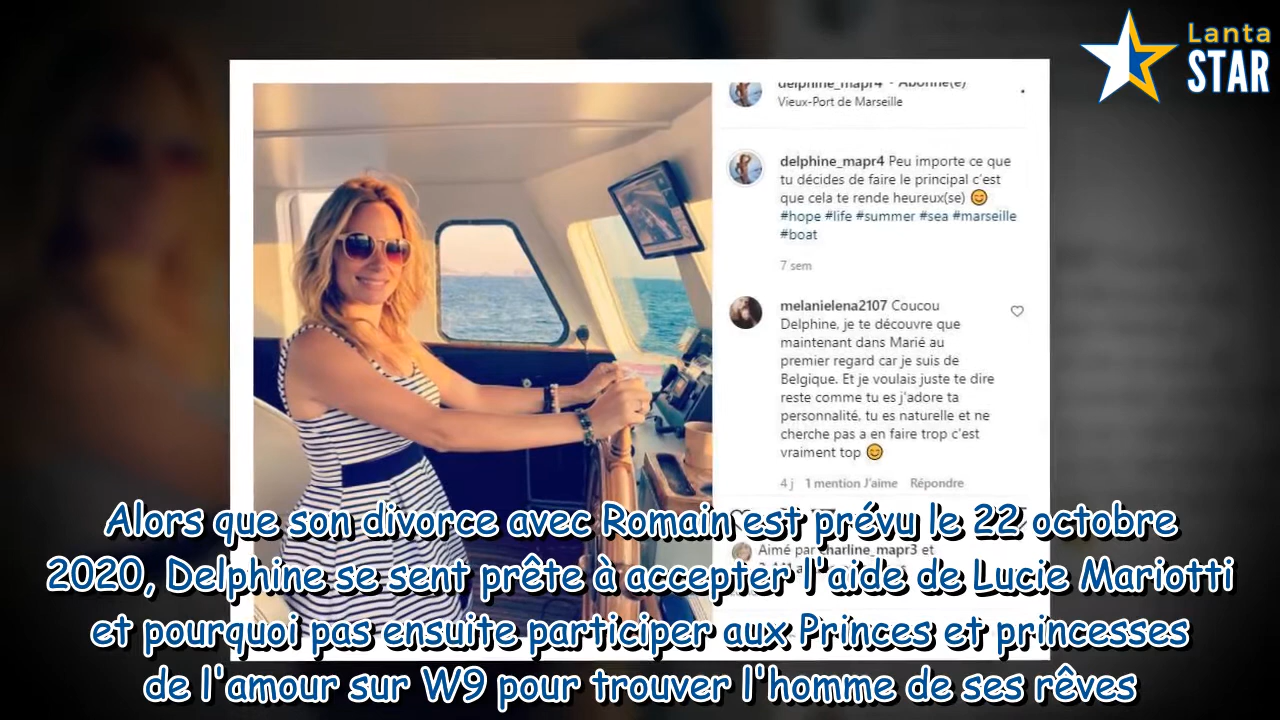 Lanta
STAR
delphine_mapr4 • Abonné(e)
Vieux-Port de Marseille
delphine_mapr4 Peu importe ce que
tu décides de faire le principal c'est
que cela te rende heureux(se)
#hope #life #summer #sea #marseille
#boat
7 sem
melanielena2107 Coucou
Delphine, je te découvre que
maintenant dans Marié au
premier regard car je suis de
Belgique. Et je voulais juste te dire
reste comme tu es j'adore ta
personnalité, tu es naturelle et ne
cherche pas a en faire trop c'est
vraiment top
4 j 1 mention J'aime Répondre
Aimé par charline_mapr3 et
Alors que son divorce avec Romain est prévu le 22 octobre
2020, Delphine se sent prête à accepter l'aide de Lucie Mariotti
et pourquoi pas ensuite participer aux Princes et princesses
de l'amour sur W9 pour trouver l'homme de ses rêves